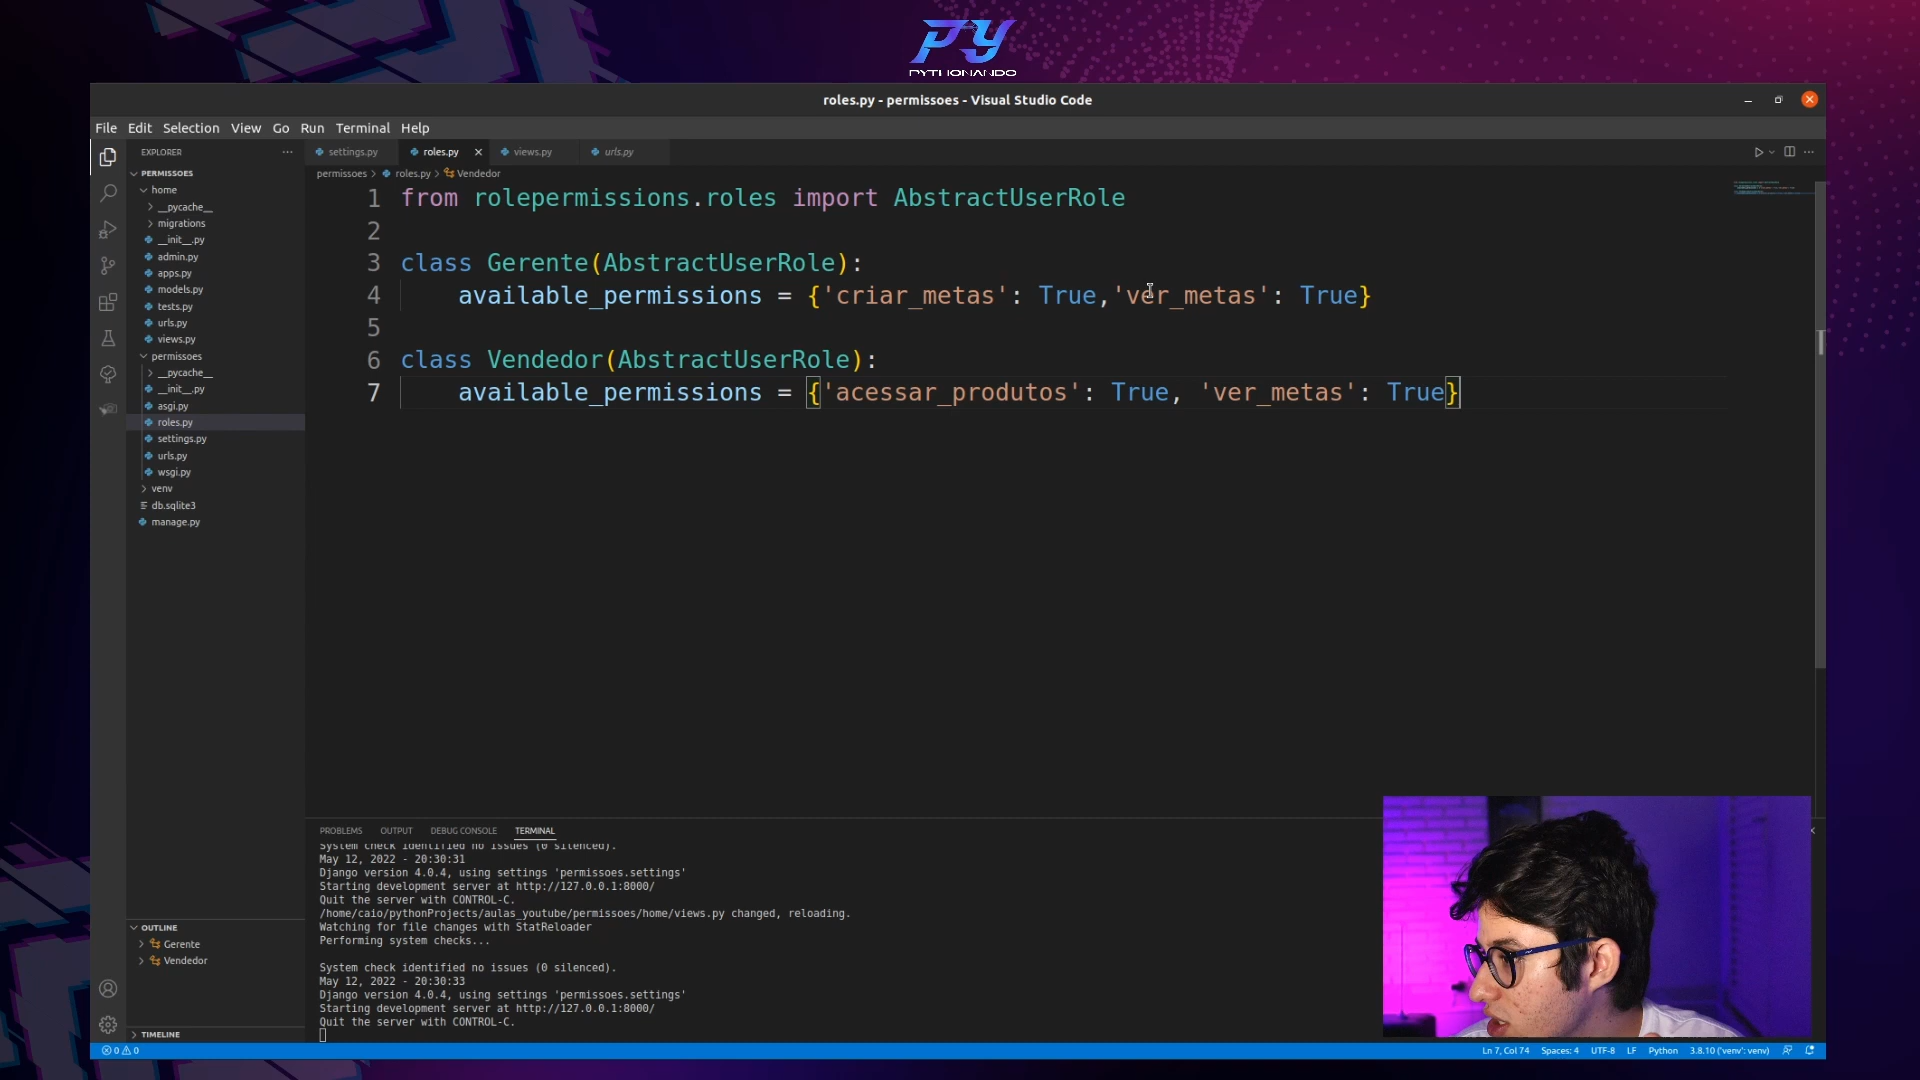 PY
PYTHONANDO
roles.py - permissoes - Visual Studio Code
File Edit Selection View Go Run Terminal Help
EXPLORER
settings.py
roles.py
views.py
urls.py
PERMISSOES
permissoes > roles.py > Vendedor
home
__pycache__
migrations
__init__.py
admin.py
apps.py
models.py
tests.py
urls.py
views.py
permissoes
__pycache__
__init__.py
asgi.py
roles.py
settings.py
urls.py
wsgi.py
venv
db.sqlite3
manage.py
1 from rolepermissions.roles import AbstractUserRole
2
3 class Gerente(AbstractUserRole):
4 available_permissions = {'criar_metas': True,'ver_metas': True}
5
6 class Vendedor(AbstractUserRole):
7 available_permissions = {'acessar_produtos': True, 'ver_metas': True}
PROBLEMS OUTPUT DEBUG CONSOLE TERMINAL
System check identified no issues (0 silenced).
May 12, 2022 - 20:30:31
Django version 4.0.4, using settings 'permissoes.settings'
Starting development server at http://127.0.0.1:8000/
Quit the server with CONTROL-C.
/home/caio/pythonProjects/aulas_youtube/permissoes/home/views.py changed, reloading.
Watching for file changes with StatReloader
Performing system checks...
System check identified no issues (0 silenced).
May 12, 2022 - 20:30:33
Django version 4.0.4, using settings 'permissoes.settings'
Starting development server at http://127.0.0.1:8000/
Quit the server with CONTROL-C.
OUTLINE
Gerente
Vendedor
TIMELINE
0 0
Ln 7, Col 74 Spaces: 4 UTF-8 LF Python 3.8.10 ('venv': venv)